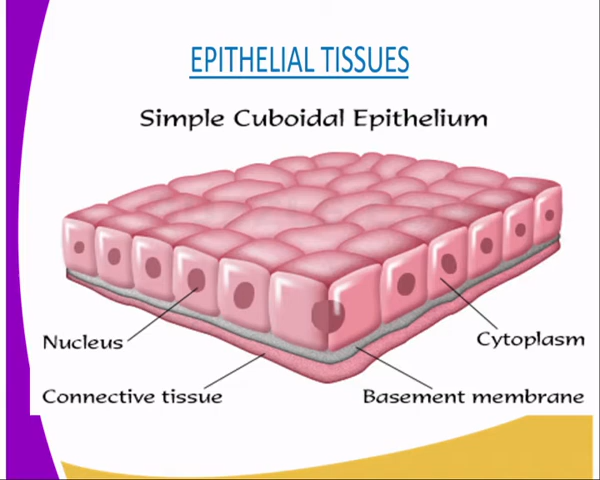 EPITHELIAL TISSUES
Simple Cuboidal Epithelium
Nucleus
Cytoplasm
Connective tissue
Basement membrane